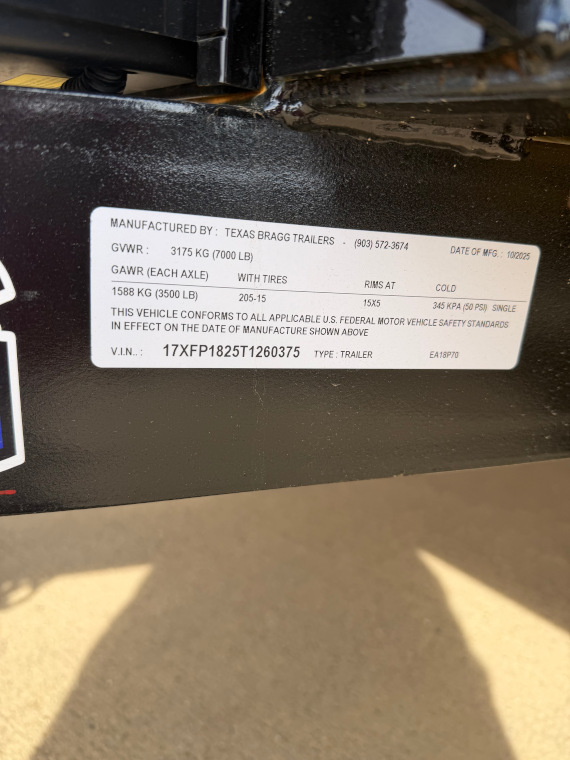 MANUFACTURED BY : TEXAS BRAGG TRAILERS - (903) 572-3674 DATE OF MFG. : 10/2025
GVWR : 3175 KG (7000 LB)
GAWR (EACH AXLE) WITH TIRES RIMS AT COLD
1588 KG (3500 LB) 205-15 15X5 345 KPA (50 PSI) SINGLE
THIS VEHICLE CONFORMS TO ALL APPLICABLE U.S. FEDERAL MOTOR VEHICLE SAFETY STANDARDS
IN EFFECT ON THE DATE OF MANUFACTURE SHOWN ABOVE
V.I.N.. : 17XFP1825T1260375 TYPE : TRAILER EA18P70